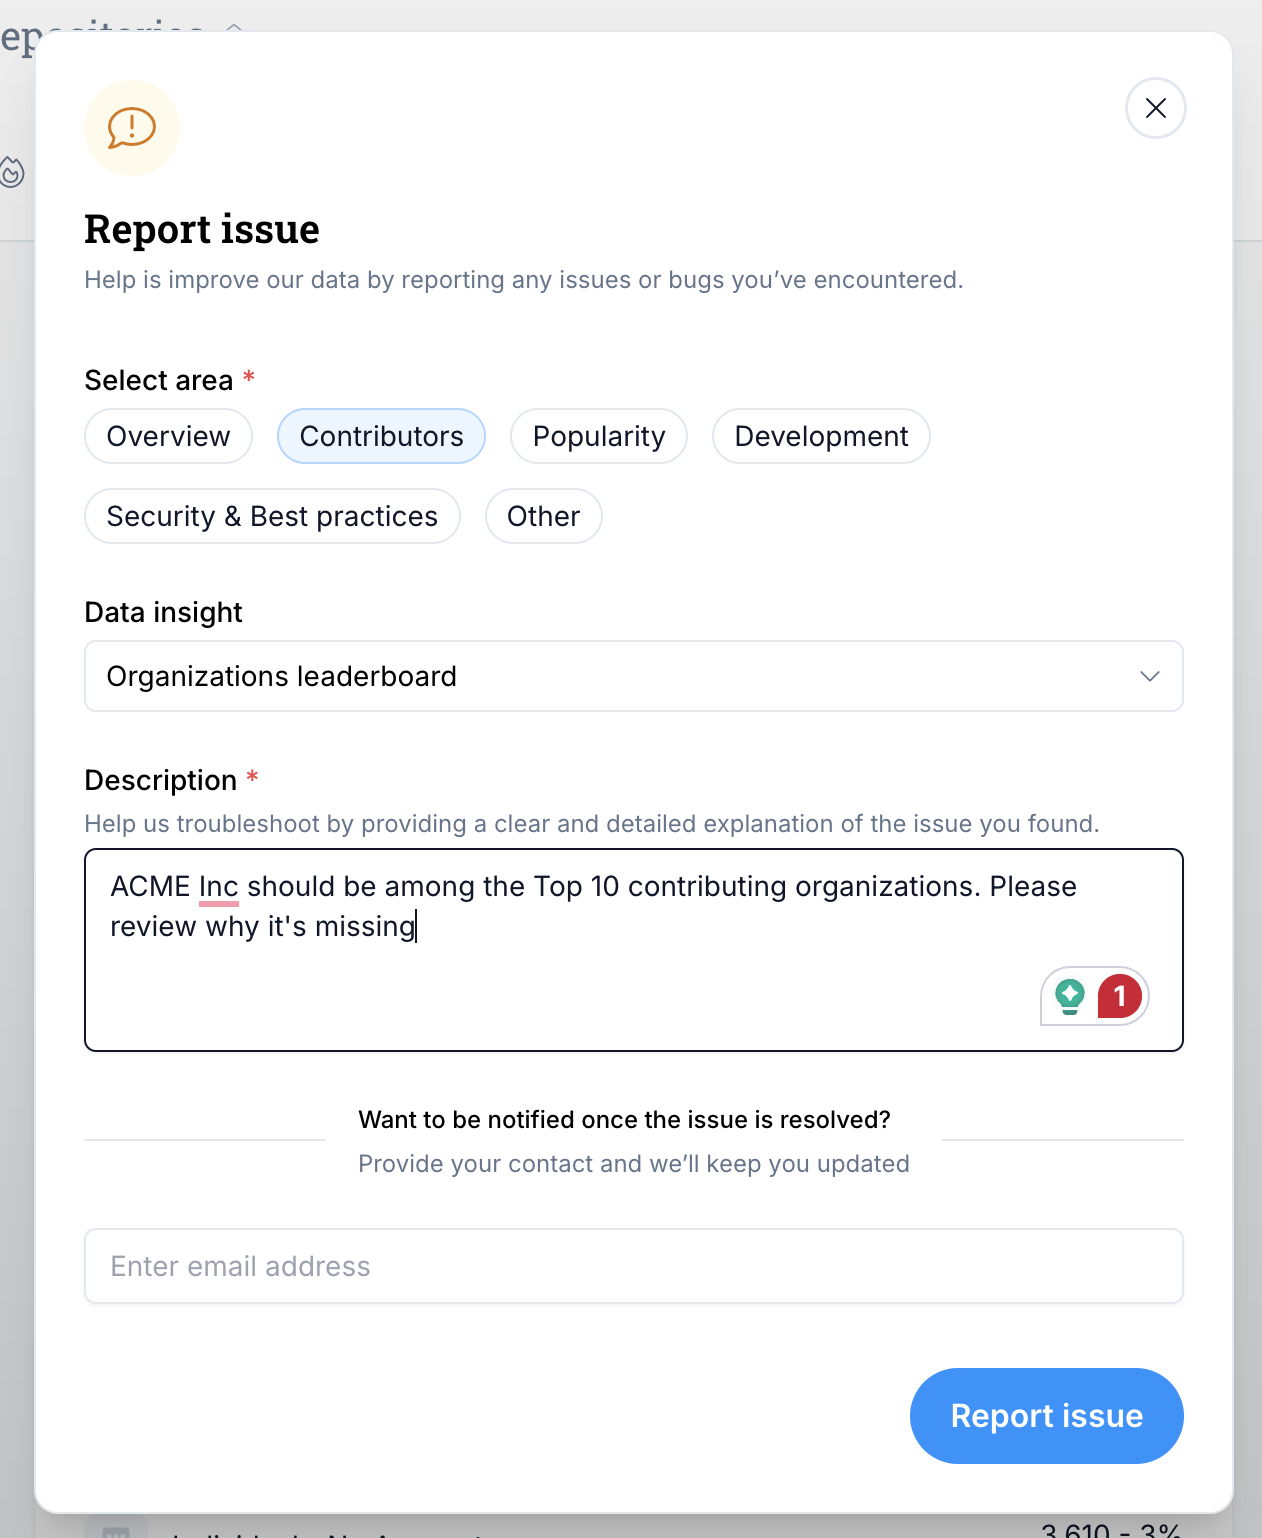 Report issue
Help is improve our data by reporting any issues or bugs you’ve encountered.
Select area *
Overview
Contributors
Popularity
Development
Security & Best practices
Other
Data insight
Organizations leaderboard
Description *
Help us troubleshoot by providing a clear and detailed explanation of the issue you found.
ACME Inc should be among the Top 10 contributing organizations. Please
review why it's missing
1
Want to be notified once the issue is resolved?
Provide your contact and we’ll keep you updated
Enter email address
Report issue